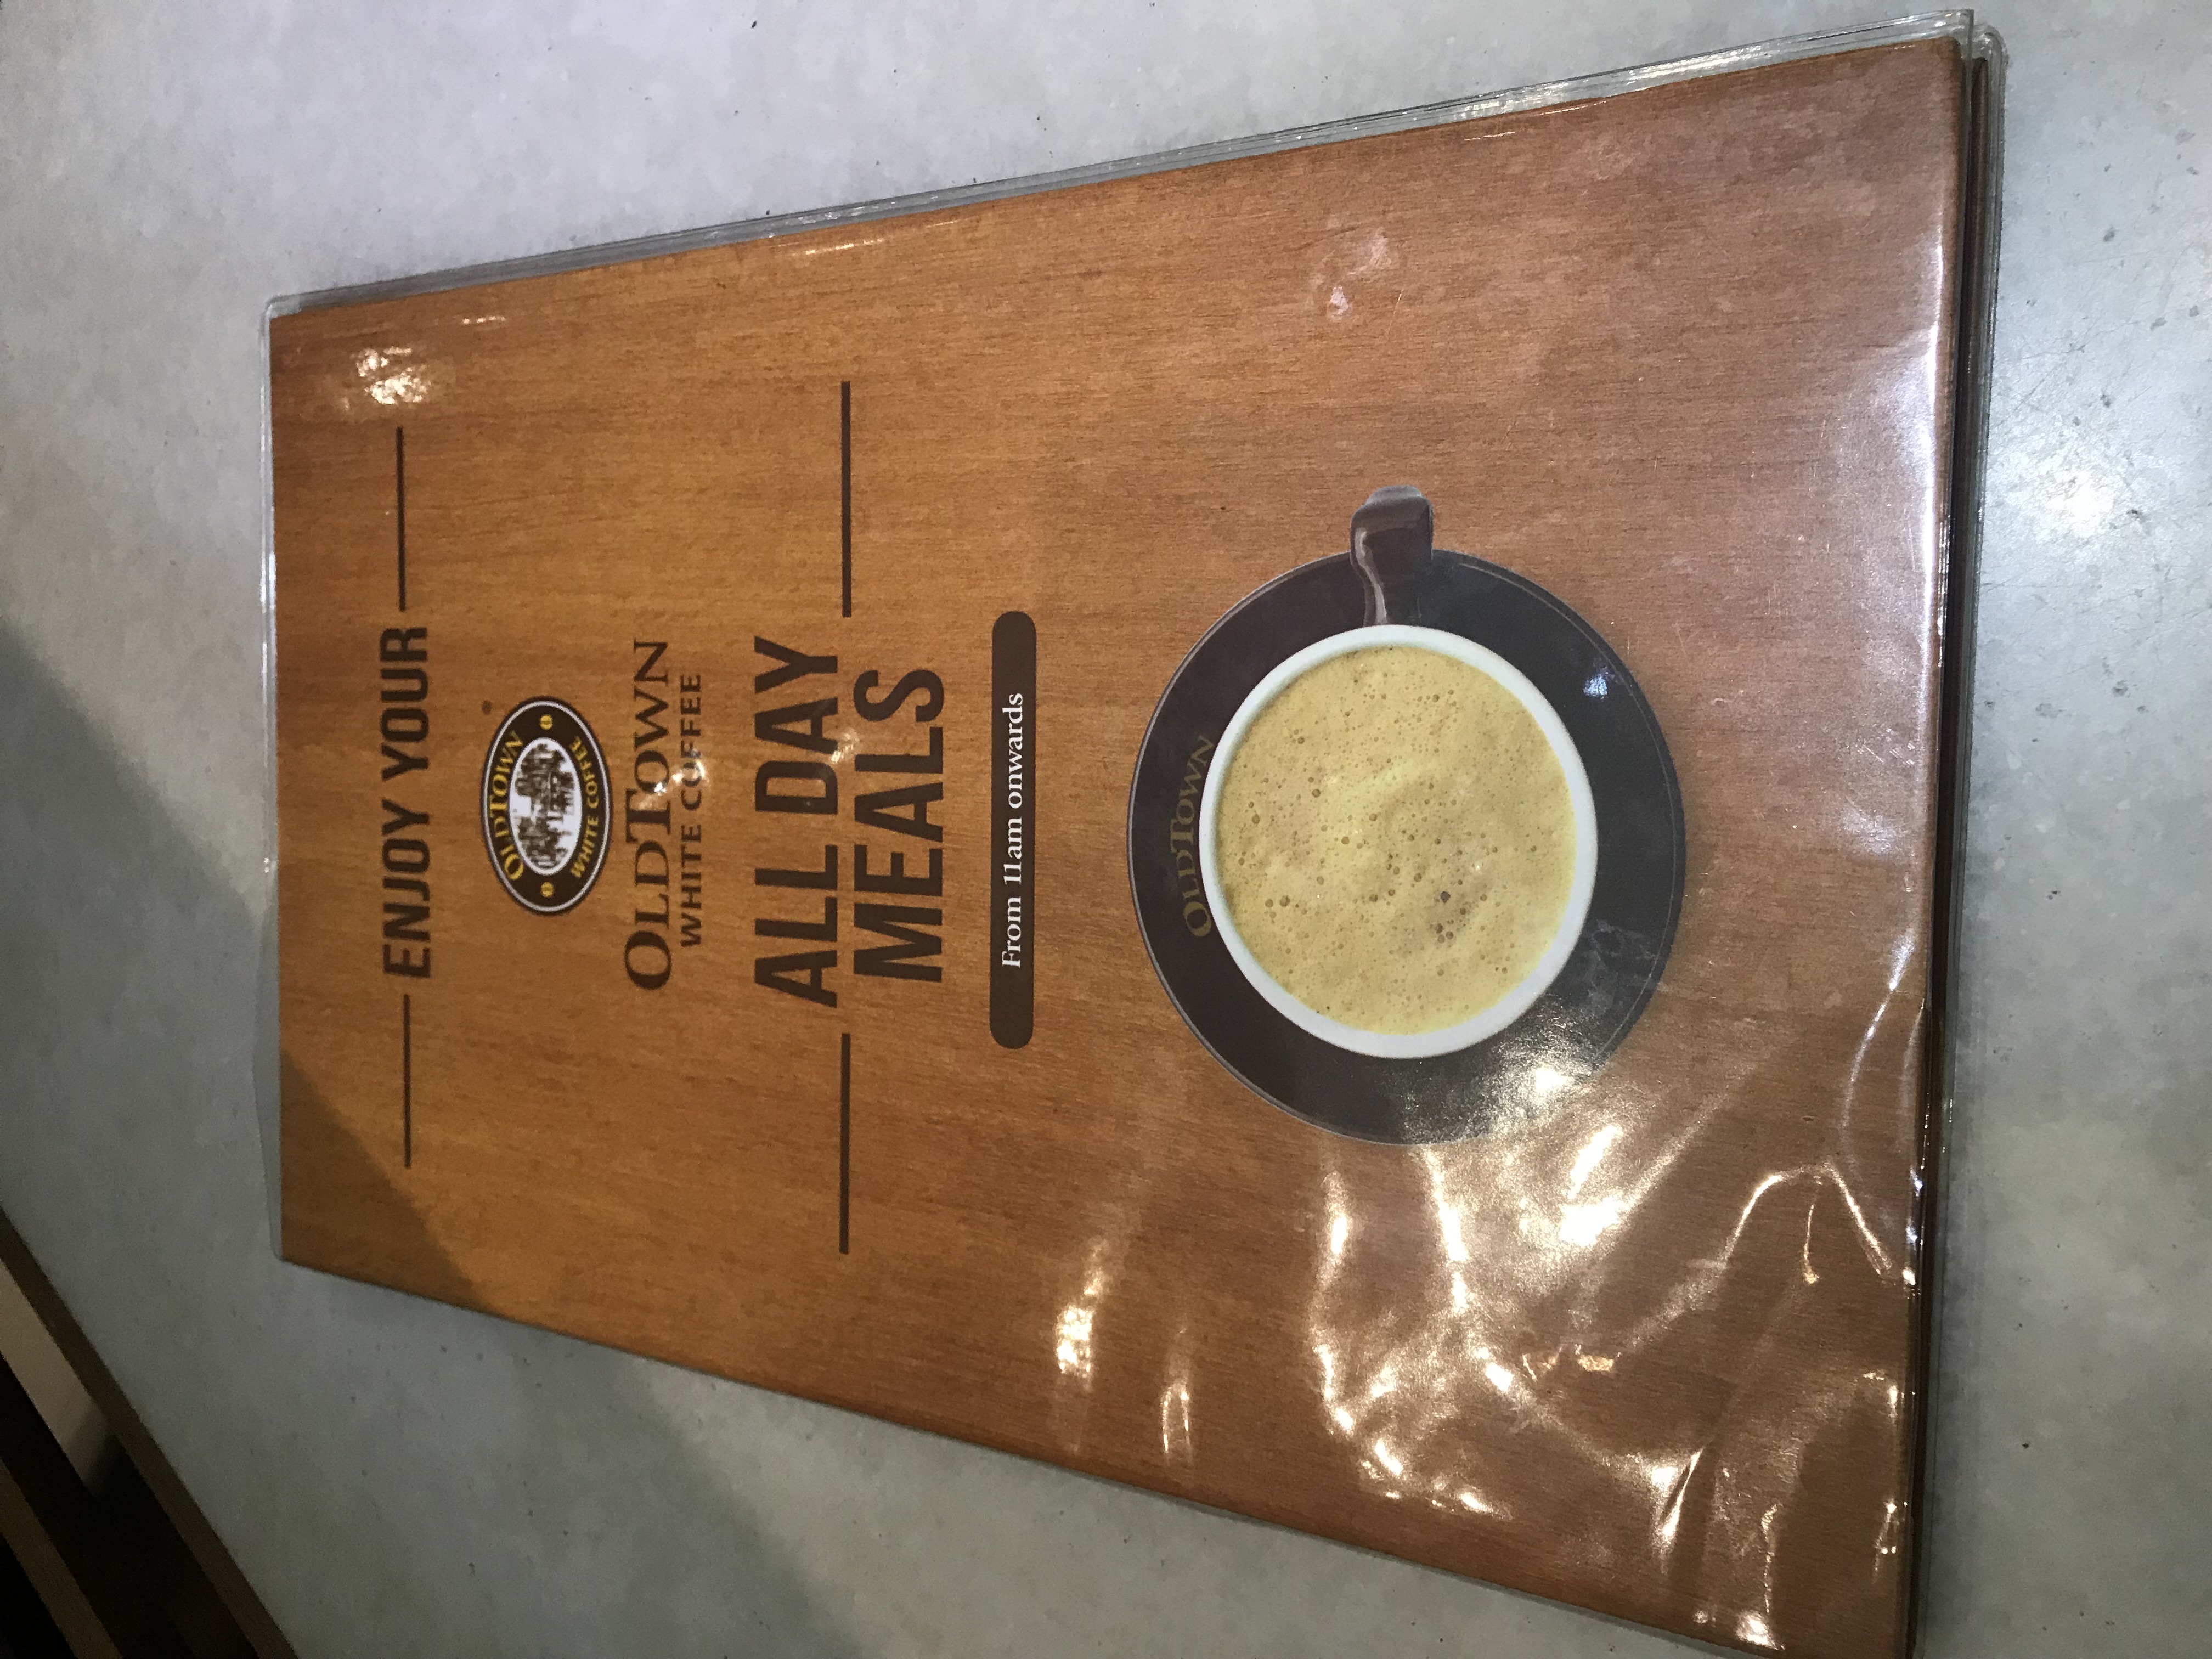 ENJOY YOUR
OLDTOWN
WHITE COFFEE
OLDTOWN
WHITE COFFEE
ALL DAY
MEALS
From 11am onwards
OLDTOWN